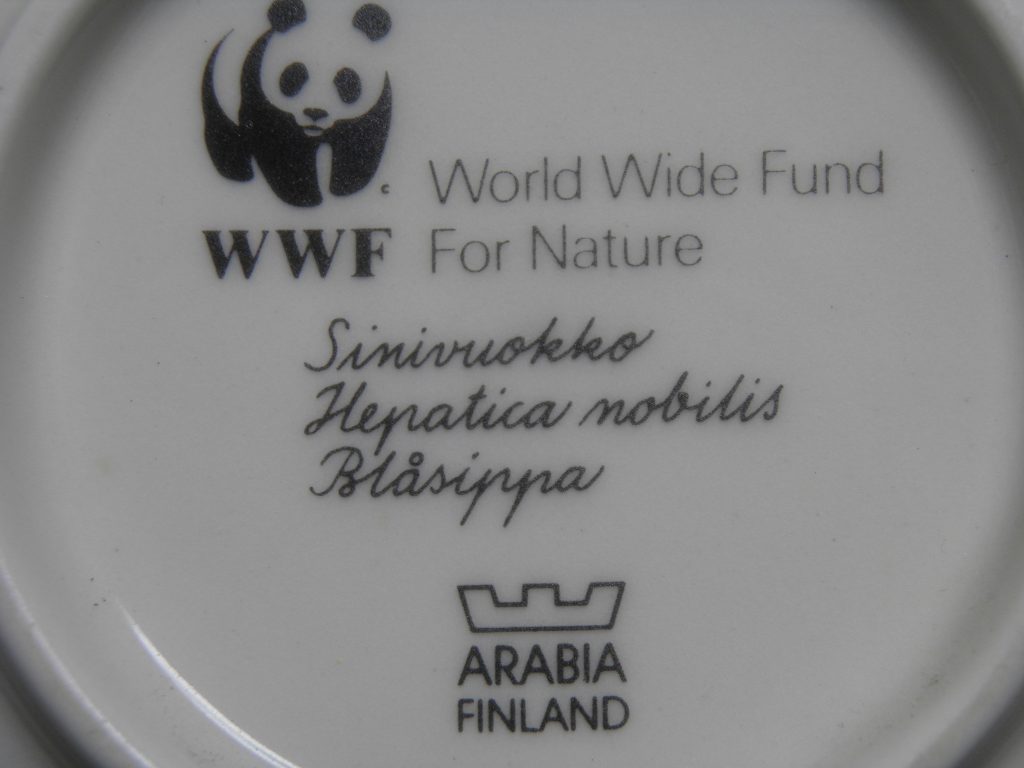 World Wide Fund
WWF For Nature
Sinivuokko
Hepatica nobilis
Blåsippa
ARABIA
FINLAND